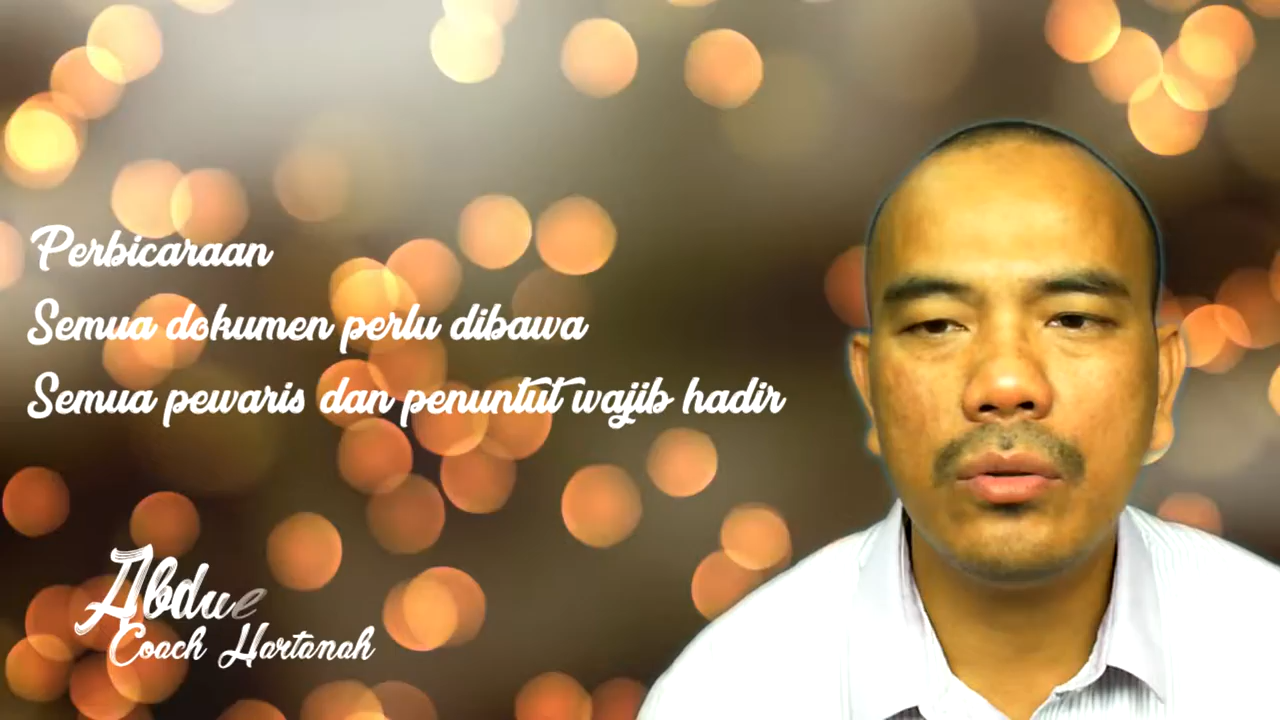 Perbicaraan
Semua dokumen perlu dibawa
Semua pewaris dan penuntut wajib hadir
Abdue
Coach Hartanah